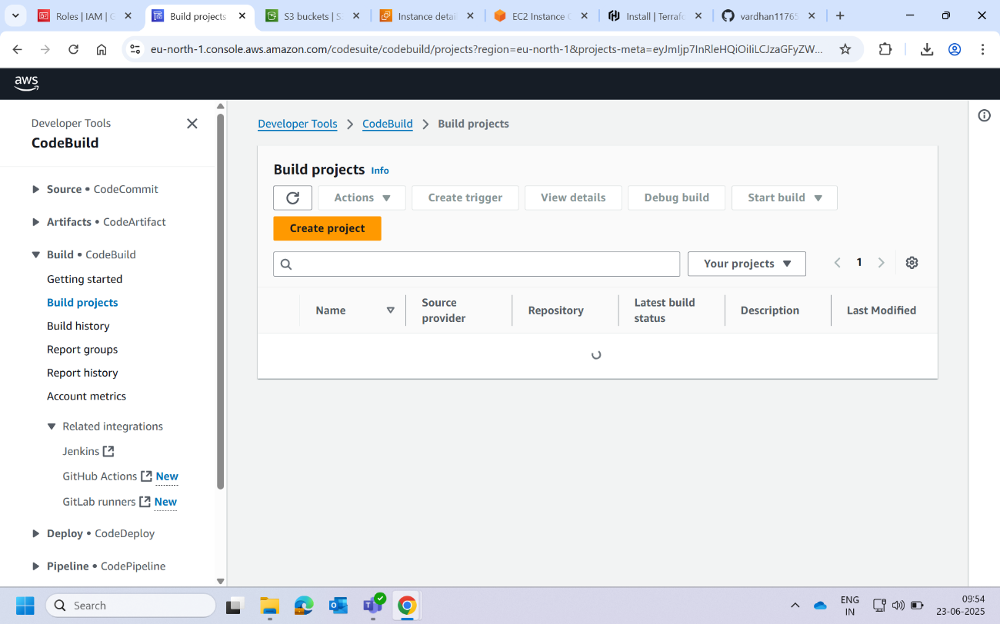 Roles | IAM | G
Build projects
S3 buckets | S
Instance detai
EC2 Instance C
Install | Terrafo
vardhan11765
eu-north-1.console.aws.amazon.com/codesuite/codebuild/projects?region=eu-north-1&projects-meta=eyJmIjp7InRleHQiOiIiLCJzaGFyZW...
aws
Developer Tools
CodeBuild
Source • CodeCommit
Artifacts • CodeArtifact
Build • CodeBuild
Getting started
Build projects
Build history
Report groups
Report history
Account metrics
Related integrations
Jenkins
GitHub Actions New
GitLab runners New
Deploy • CodeDeploy
Pipeline • CodePipeline
Developer Tools > CodeBuild > Build projects
Build projects Info
Actions
Create trigger
View details
Debug build
Start build
Create project
Your projects
1
Name
Source provider
Repository
Latest build status
Description
Last Modified
Search
ENG
IN
09:54
23-06-2025